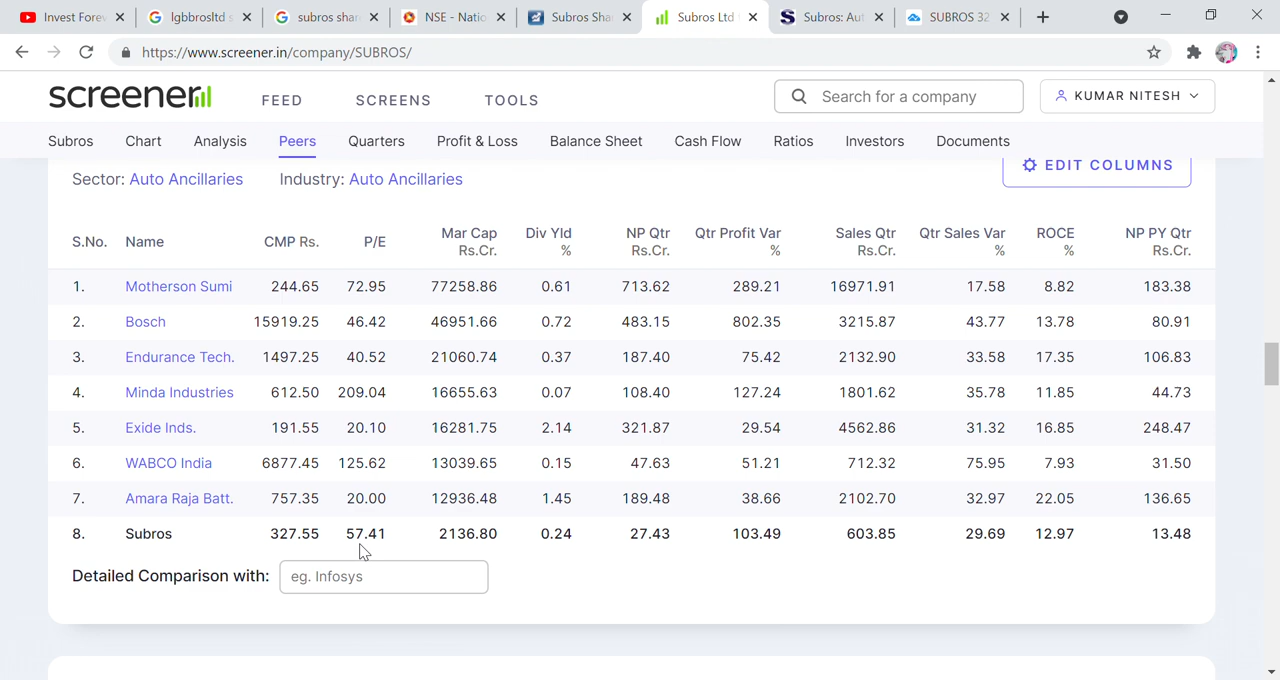 Invest Forev
lgbbrosltd s
subros shar
NSE - Natio
Subros Shar
Subros Ltd
Subros: Aut
SUBROS 32
https://www.screener.in/company/SUBROS/
screener
FEED
SCREENS
TOOLS
Search for a company
KUMAR NITESH
Subros Chart Analysis Peers Quarters Profit & Loss Balance Sheet Cash Flow Ratios Investors Documents
Sector: Auto Ancillaries Industry: Auto Ancillaries
EDIT COLUMNS
S.No. Name CMP Rs. P/E Mar Cap Rs.Cr. Div Yld % NP Qtr Rs.Cr. Qtr Profit Var % Sales Qtr Rs.Cr. Qtr Sales Var % ROCE % NP PY Qtr Rs.Cr.
1. Motherson Sumi 244.65 72.95 77258.86 0.61 713.62 289.21 16971.91 17.58 8.82 183.38
2. Bosch 15919.25 46.42 46951.66 0.72 483.15 802.35 3215.87 43.77 13.78 80.91
3. Endurance Tech. 1497.25 40.52 21060.74 0.37 187.40 75.42 2132.90 33.58 17.35 106.83
4. Minda Industries 612.50 209.04 16655.63 0.07 108.40 127.24 1801.62 35.78 11.85 44.73
5. Exide Inds. 191.55 20.10 16281.75 2.14 321.87 29.54 4562.86 31.32 16.85 248.47
6. WABCO India 6877.45 125.62 13039.65 0.15 47.63 51.21 712.32 75.95 7.93 31.50
7. Amara Raja Batt. 757.35 20.00 12936.48 1.45 189.48 38.66 2102.70 32.97 22.05 136.65
8. Subros 327.55 57.41 2136.80 0.24 27.43 103.49 603.85 29.69 12.97 13.48
Detailed Comparison with: eg. Infosys